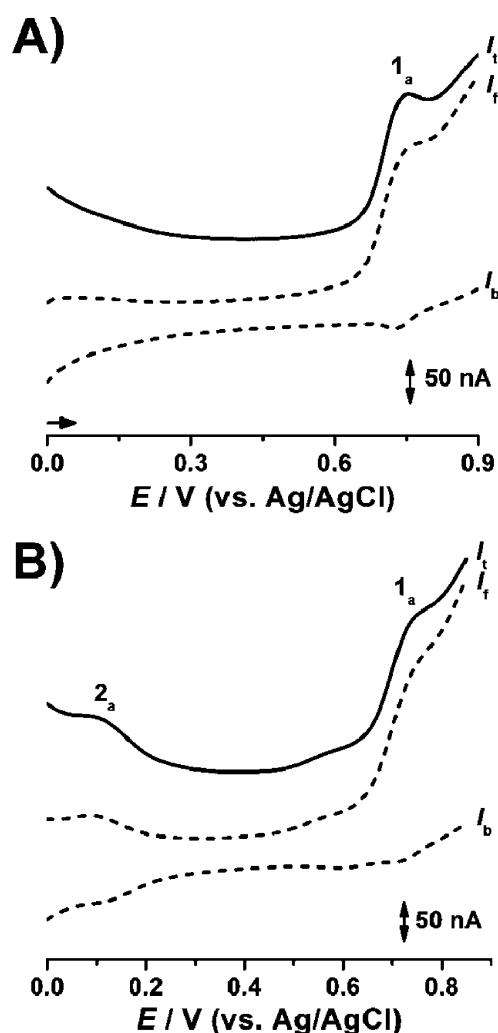 A)
1a
It
If
Ib
50 nA
0.0 0.3 0.6 0.9
E / V (vs. Ag/AgCl)
B)
It
1a
If
2a
Ib
50 nA
0.0 0.2 0.4 0.6 0.8
E / V (vs. Ag/AgCl)